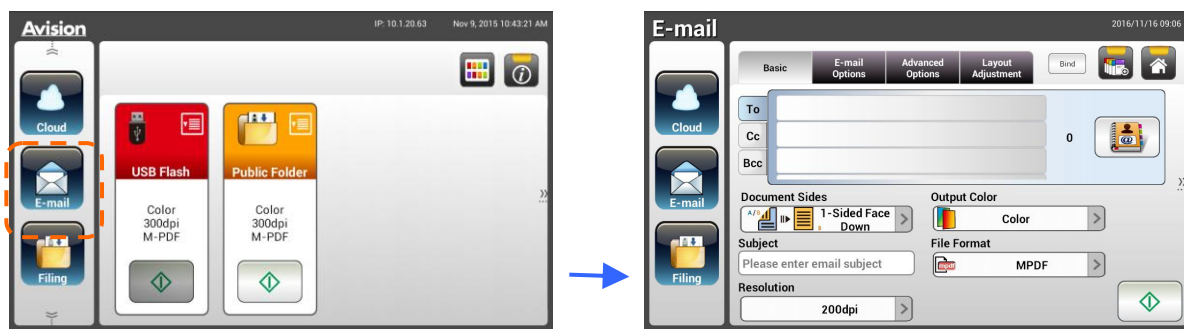 Avision
IP: 10.1.20.63 Nov 9, 2015 10:43:21 AM
Cloud
E-mail
Filing
USB Flash
Color
300dpi
M-PDF
Public Folder
Color
300dpi
M-PDF
E-mail
2016/11/16 09:06
Cloud
E-mail
Filing
Basic
E-mail
Options
Advanced
Options
Layout
Adjustment
Bind
To
Cc
Bcc
0
Document Sides
1-Sided Face
Down
Output Color
Color
Subject
Please enter email subject
File Format
MPDF
Resolution
200dpi